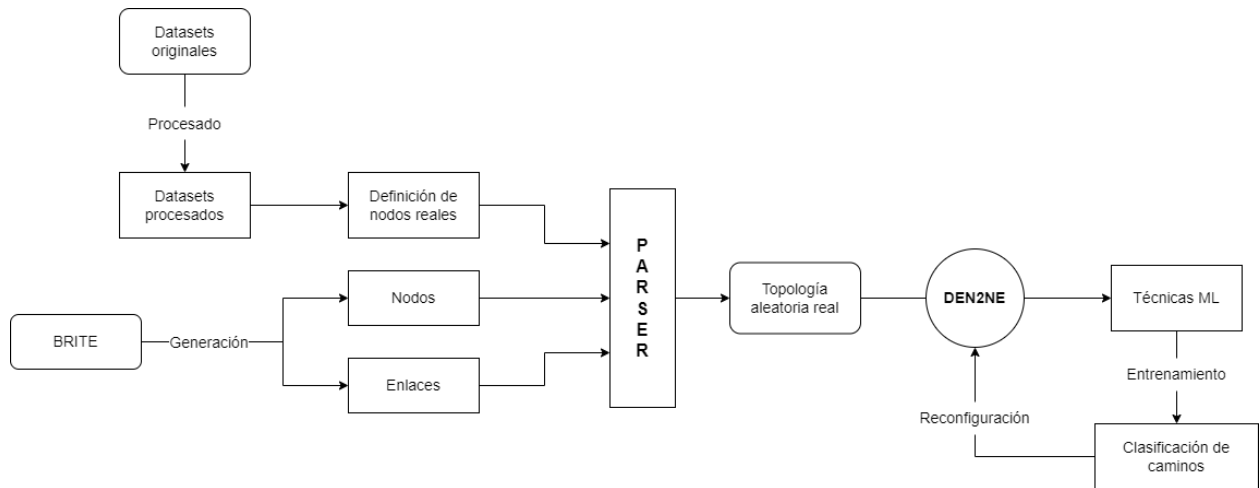 Datasets
originales
Procesado
Datasets
procesados
Definición de
nodos reales
BRITE
Generación
Nodos
Enlaces
P
A
R
S
E
R
Topología
aleatoria real
DEN2NE
Técnicas ML
Entrenamiento
Reconfiguración
Clasificación de
caminos